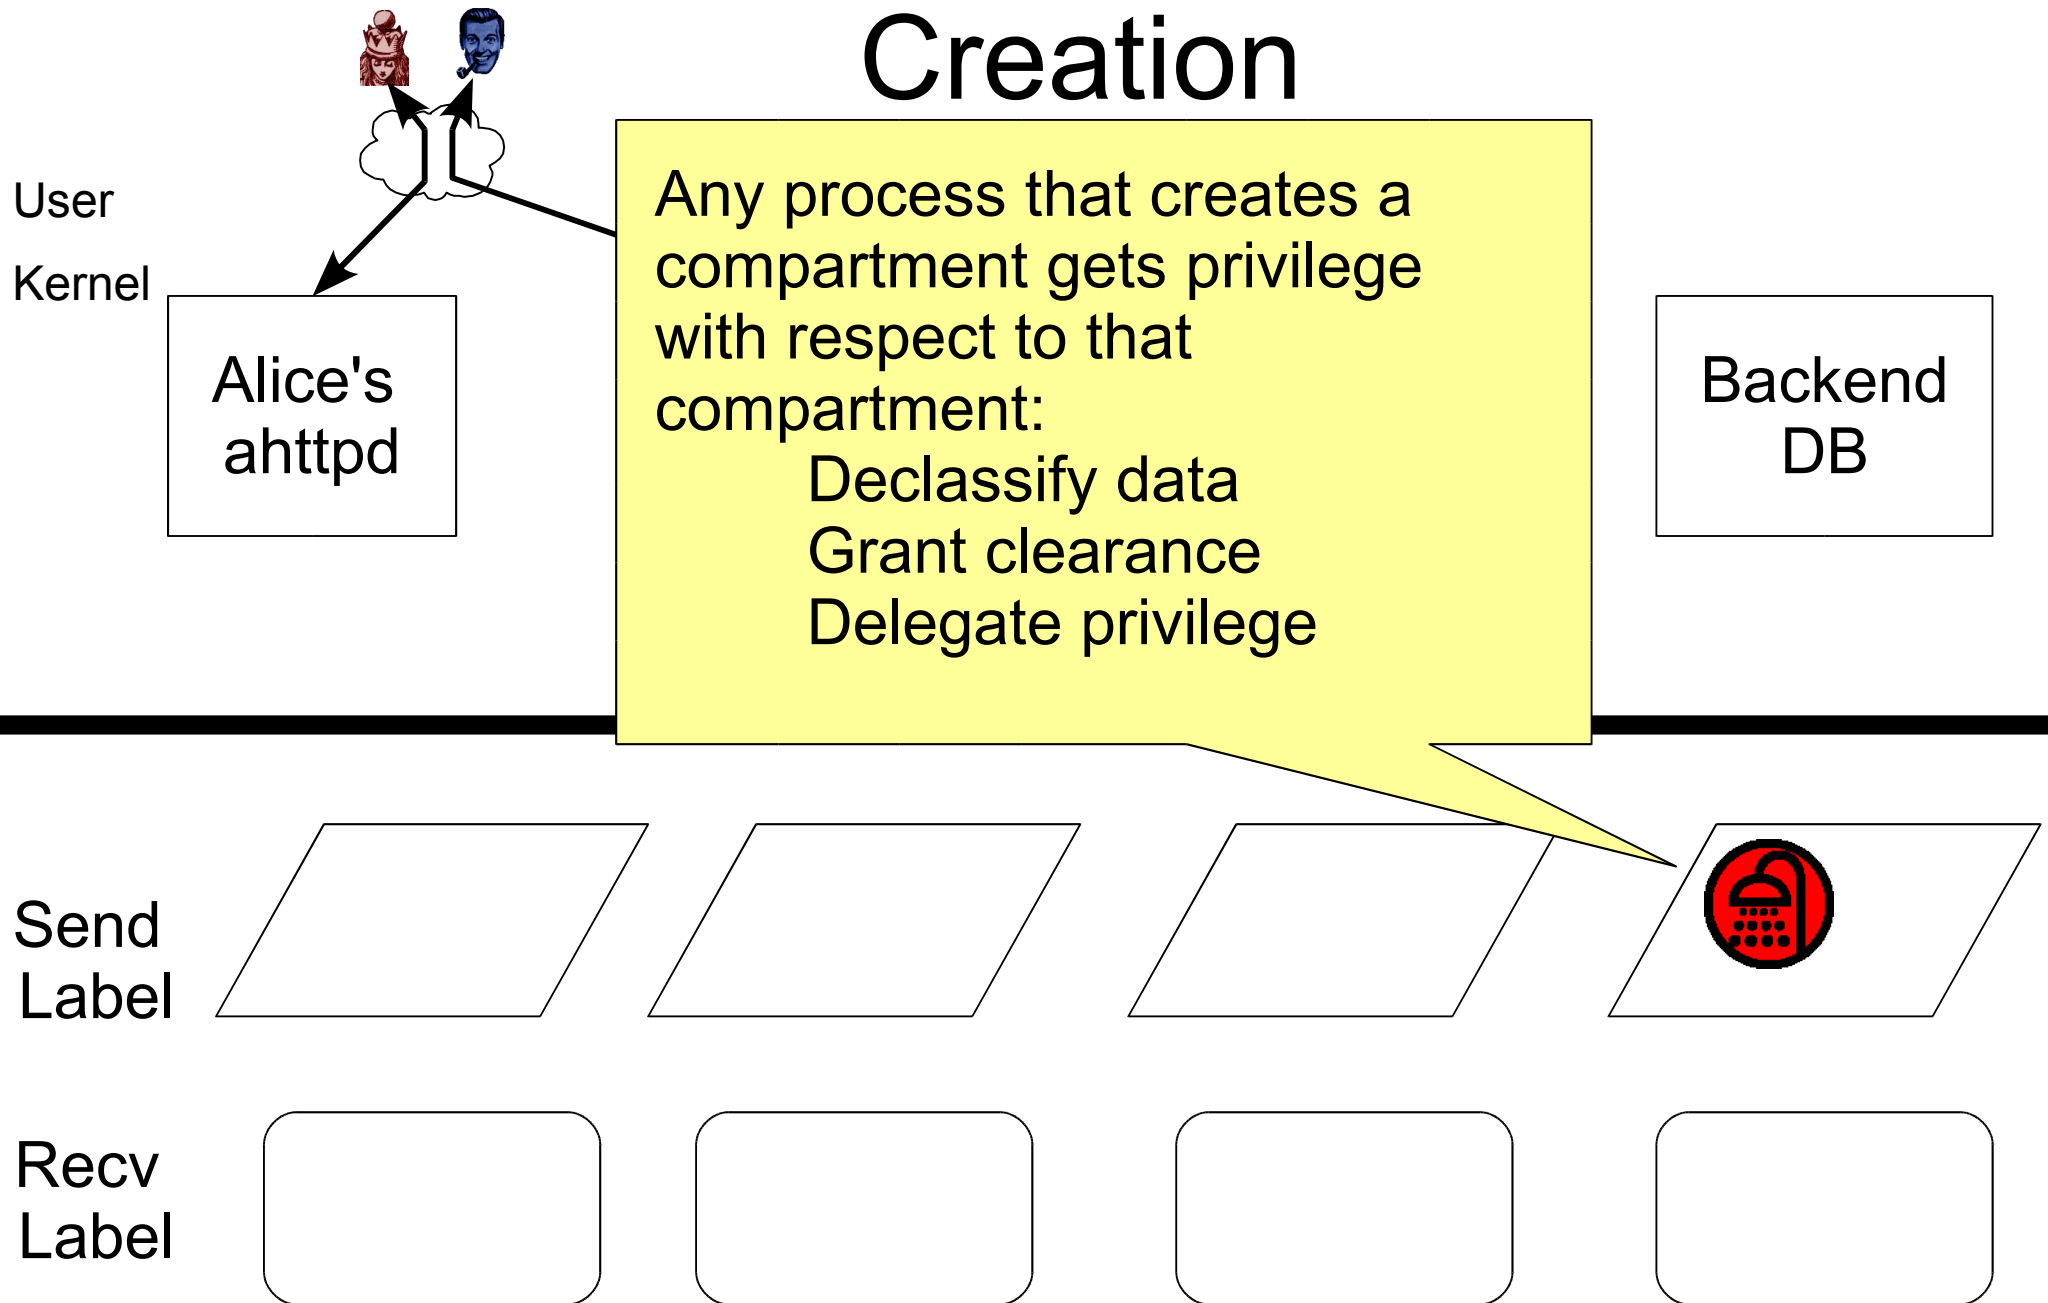 Creation
User
Kernel
Any process that creates a
compartment gets privilege
with respect to that
compartment:
Declassify data
Grant clearance
Delegate privilege
Alice's
ahttpd
Backend
DB
Send
Label
Recv
Label